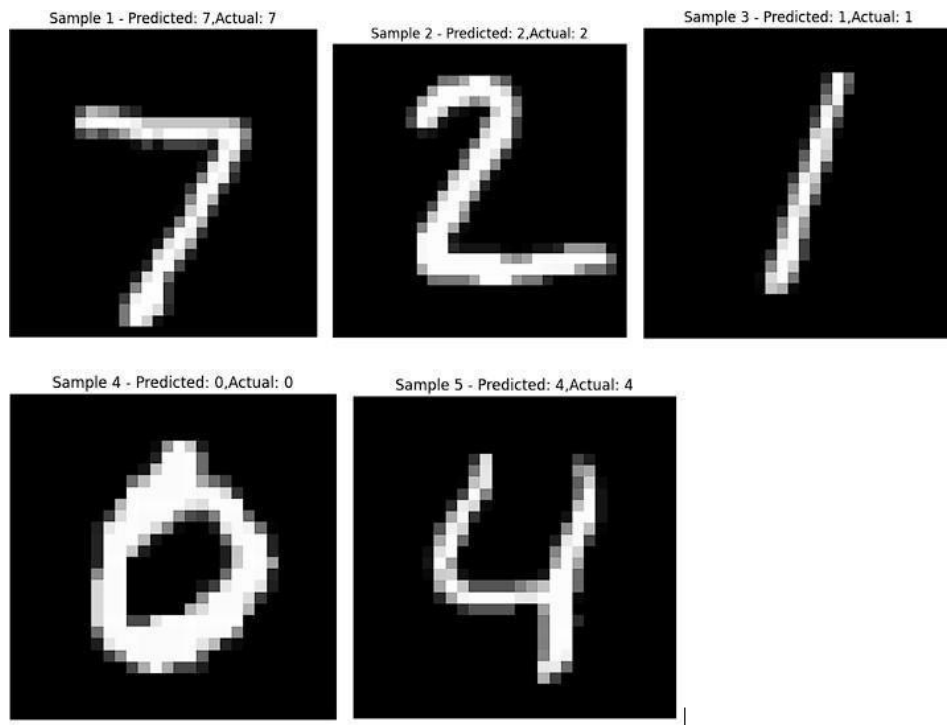 Sample 1 - Predicted: 7,Actual: 7
Sample 2 - Predicted: 2,Actual: 2
Sample 3 - Predicted: 1,Actual: 1
7
2
1
Sample 4 - Predicted: 0,Actual: 0
Sample 5 - Predicted: 4,Actual: 4
0
4